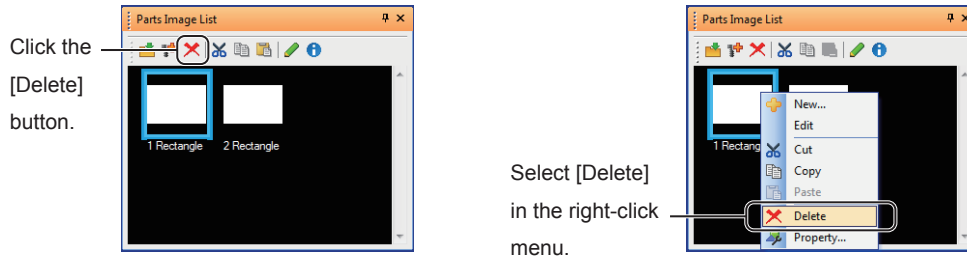 Parts Image List
Click the
[Delete]
button.
1 Rectangle 2 Rectangle
Parts Image List
New...
Edit
1 Rectang
Cut
Copy
Paste
Delete
Property...
Select [Delete]
in the right-click
menu.